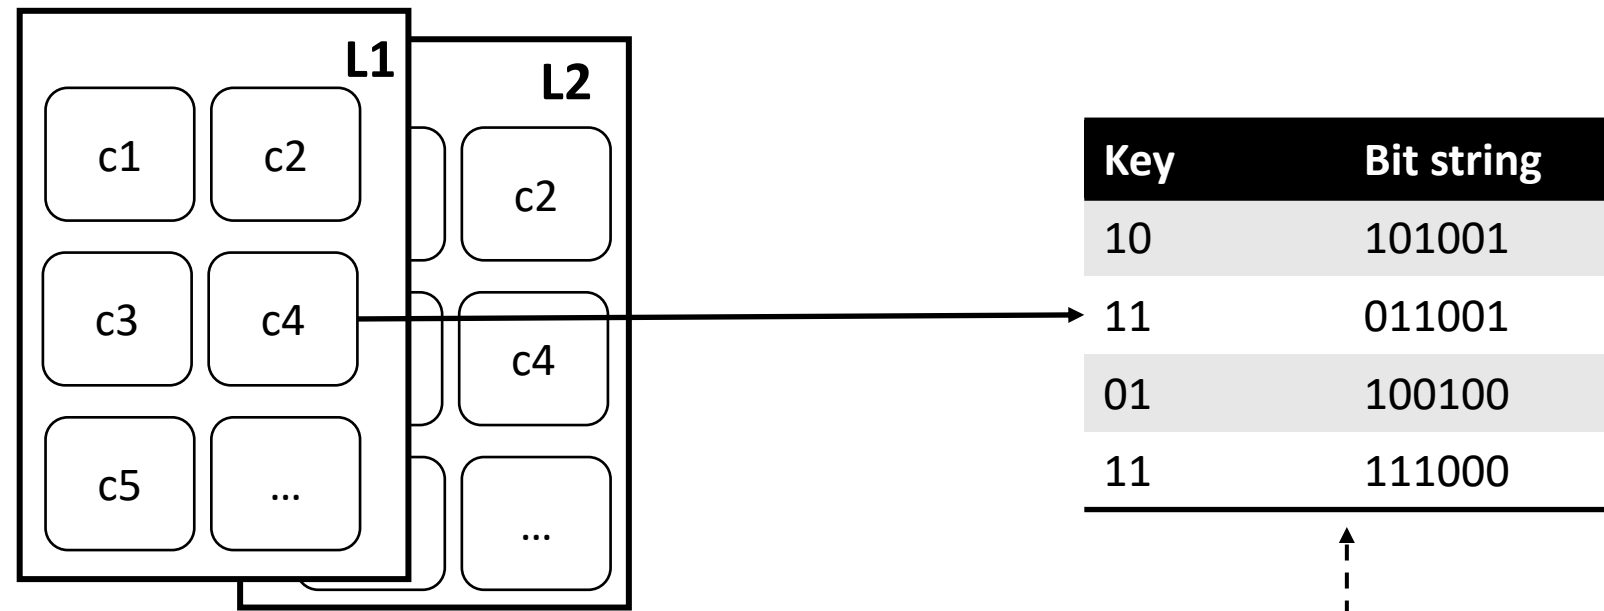 L1
c1 c2
c3 c4
c5 ...
L2
c2
c4
...
Key Bit string
10 101001
11 011001
01 100100
11 111000